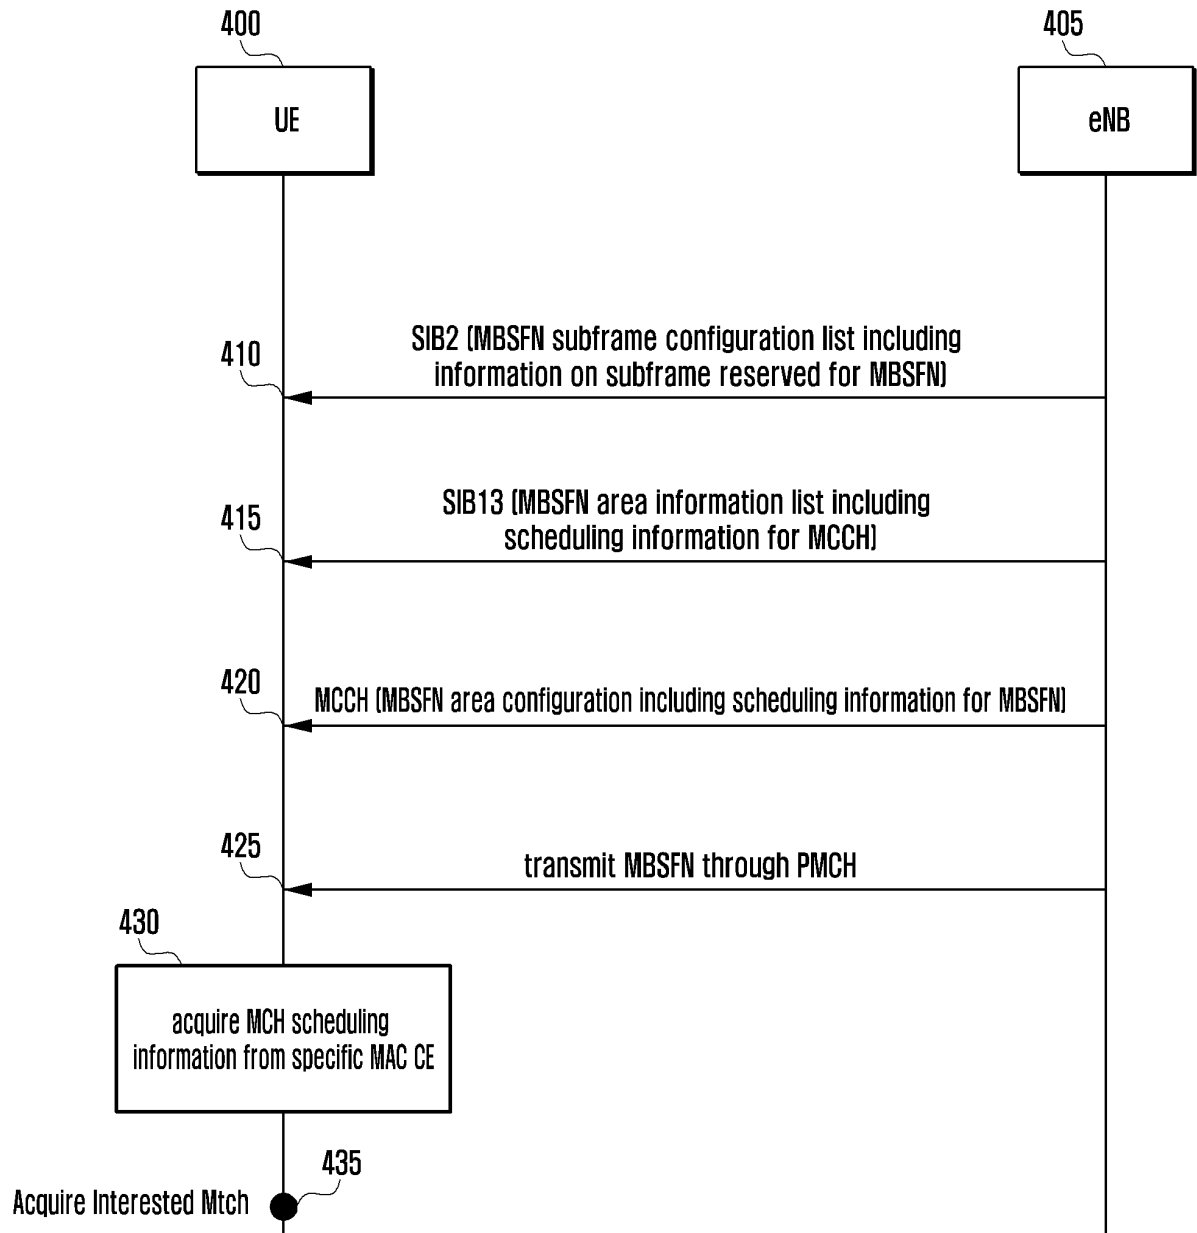 400
405
UE
eNB
SIB2 (MBSFN subframe configuration list including
information on subframe reserved for MBSFN)
410
SIB13 (MBSFN area information list including
scheduling information for MCCH)
415
420
MCCH (MBSFN area configuration including scheduling information for MBSFN)
425
transmit MBSFN through PMCH
430
acquire MCH scheduling
information from specific MAC CE
435
Acquire Interested Mtch